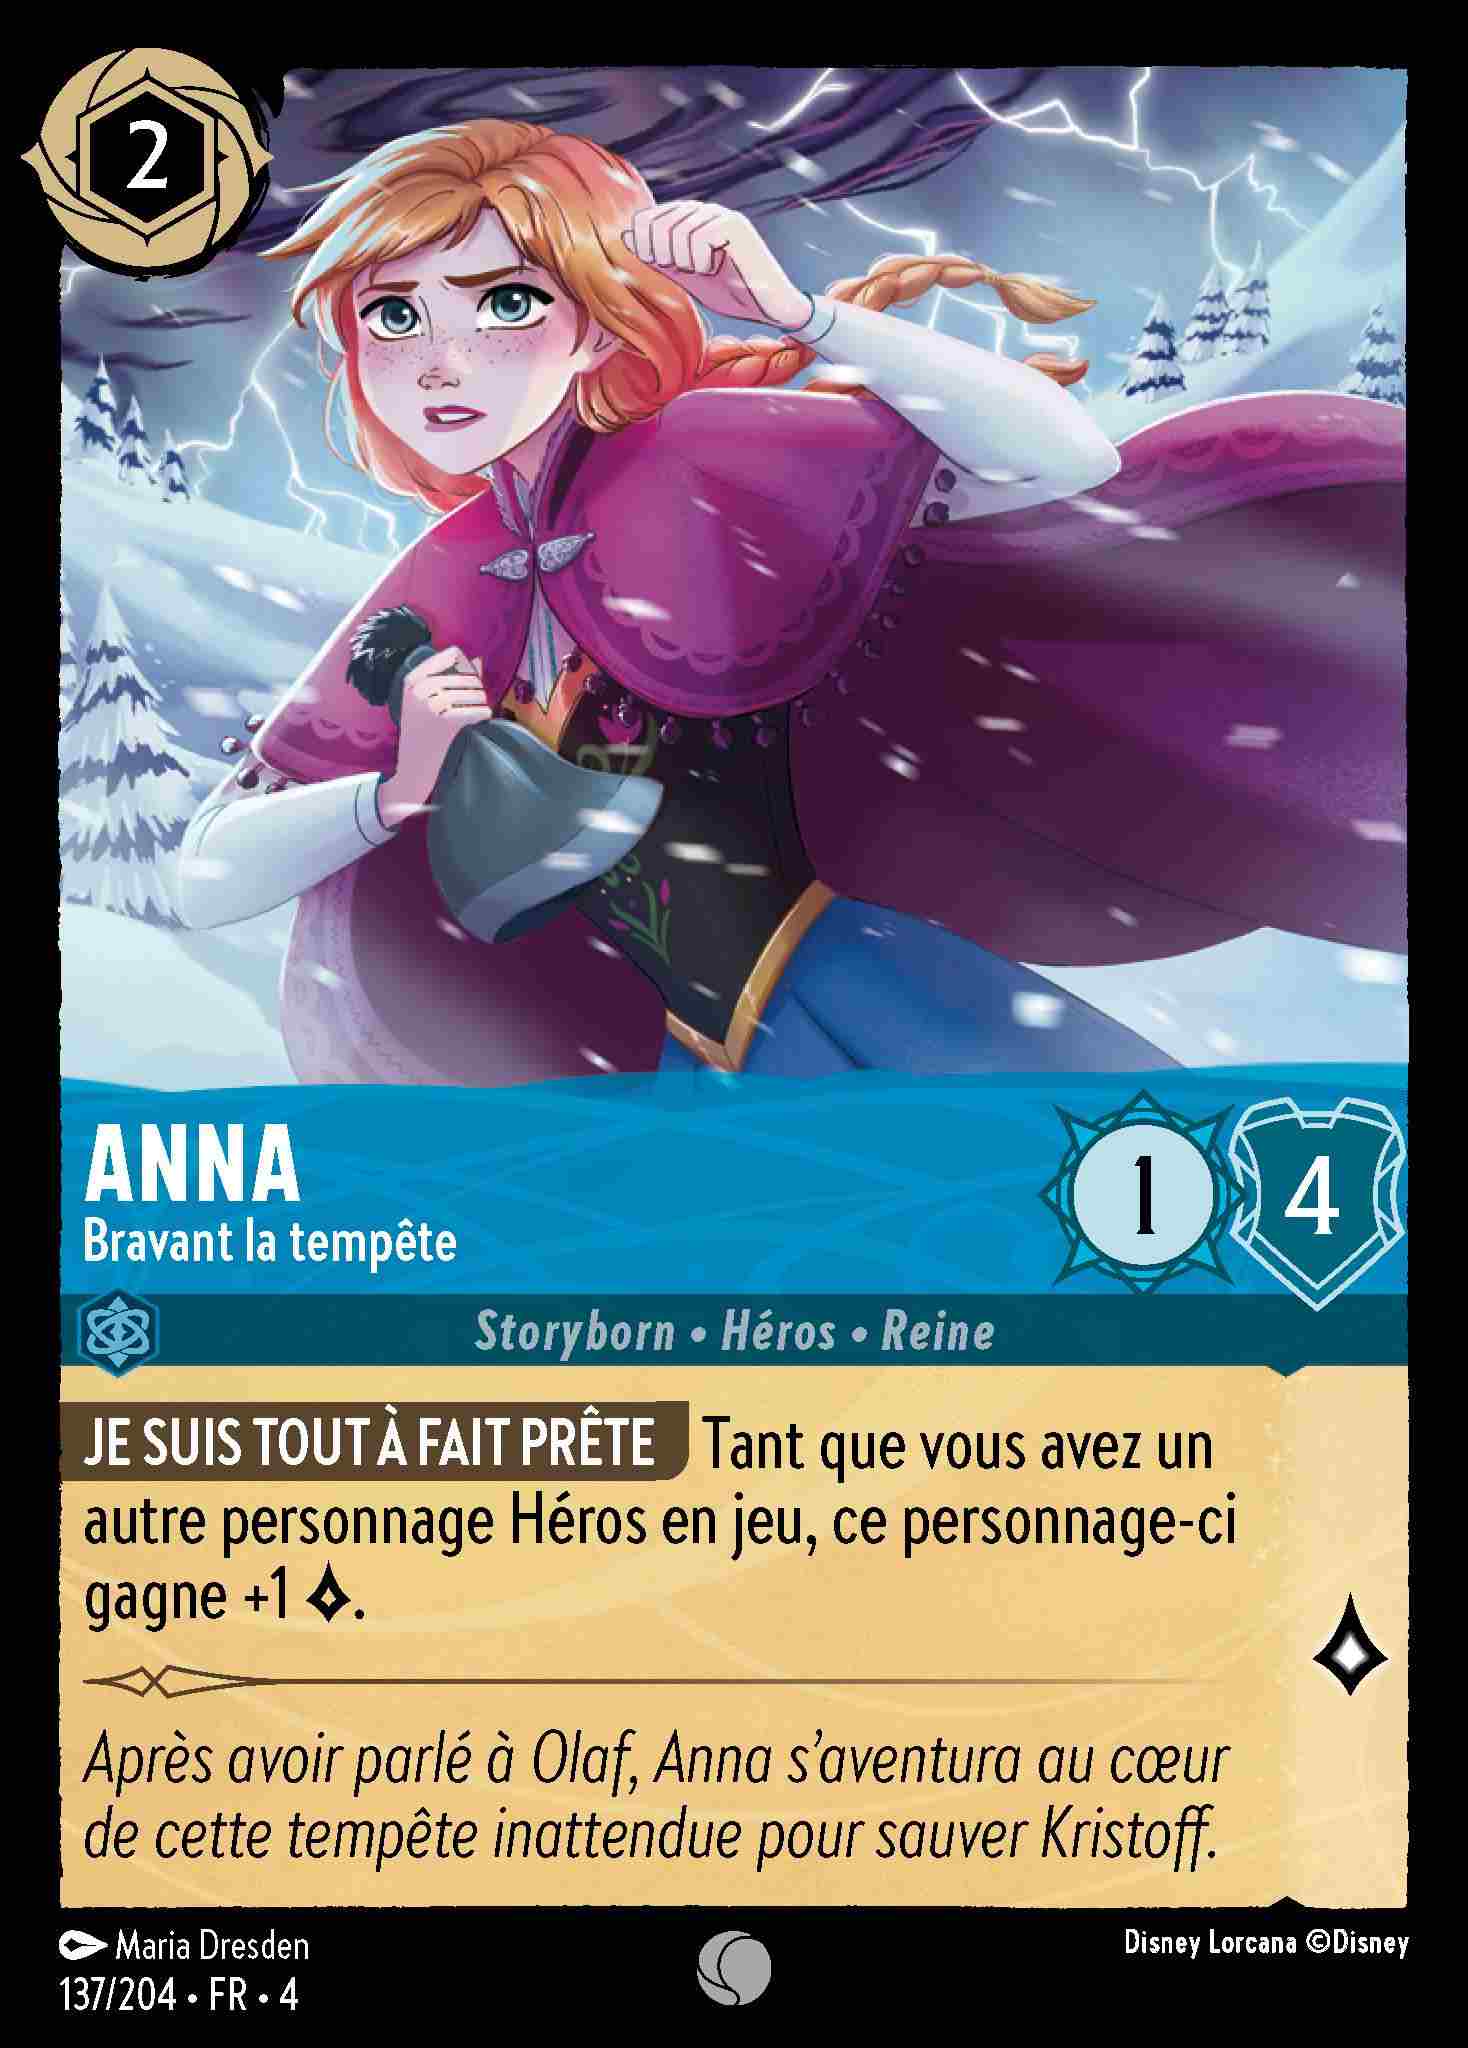 2
ANNA
Bravant la tempête
1
4
Storyborn • Héros • Reine
JE SUIS TOUT À FAIT PRÊTE Tant que vous avez un
autre personnage Héros en jeu, ce personnage-ci
gagne +1 .
Après avoir parlé à Olaf, Anna s’aventura au cœur
de cette tempête inattendue pour sauver Kristoff.
Maria Dresden
Disney Lorcana ©Disney
137/204 • FR • 4